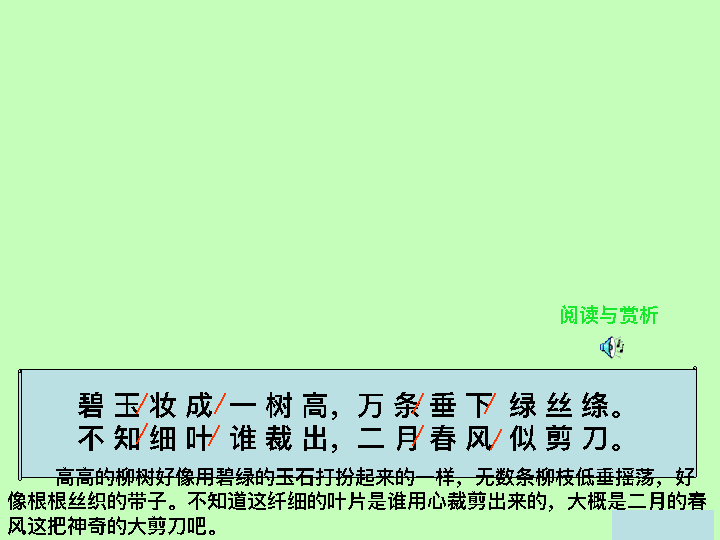 阅读与赏析
碧玉/妆成/一树高，万条/垂下/绿丝绦。
不知/细叶/谁裁出，二月/春风/似剪刀。
高高的柳树好像用碧绿的玉石打扮起来的一样，无数条柳枝低垂摇荡，好
像根根丝织的带子。不知道这纤细的叶片是谁用心裁剪出来的，大概是二月的春
风这把神奇的大剪刀吧。